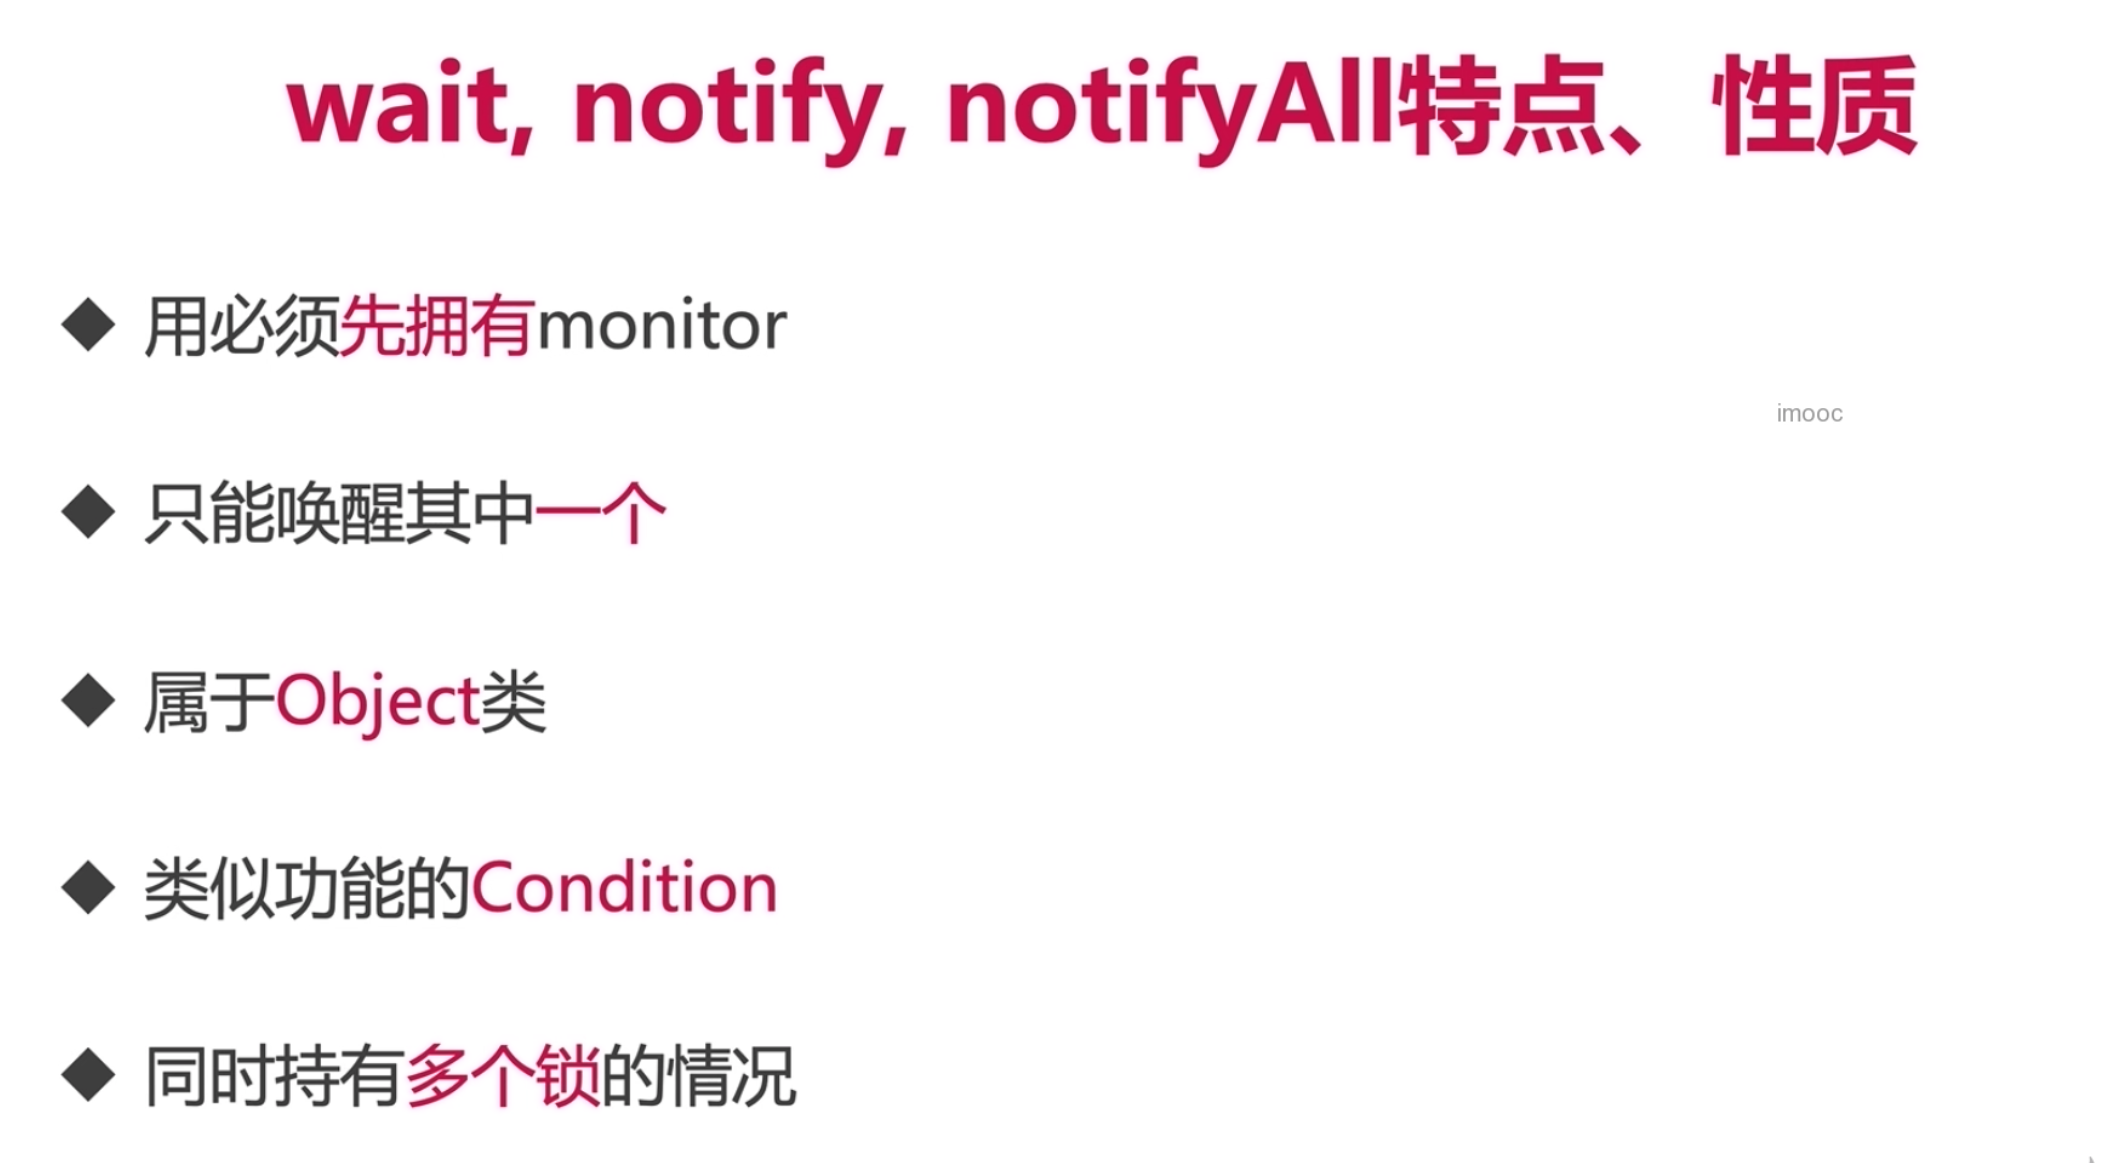 wait, notify, notifyAll特点、性质
◆ 用必须先拥有monitor
imooc
◆ 只能唤醒其中一个
◆ 属于Object类
◆ 类似功能的Condition
◆ 同时持有多个锁的情况